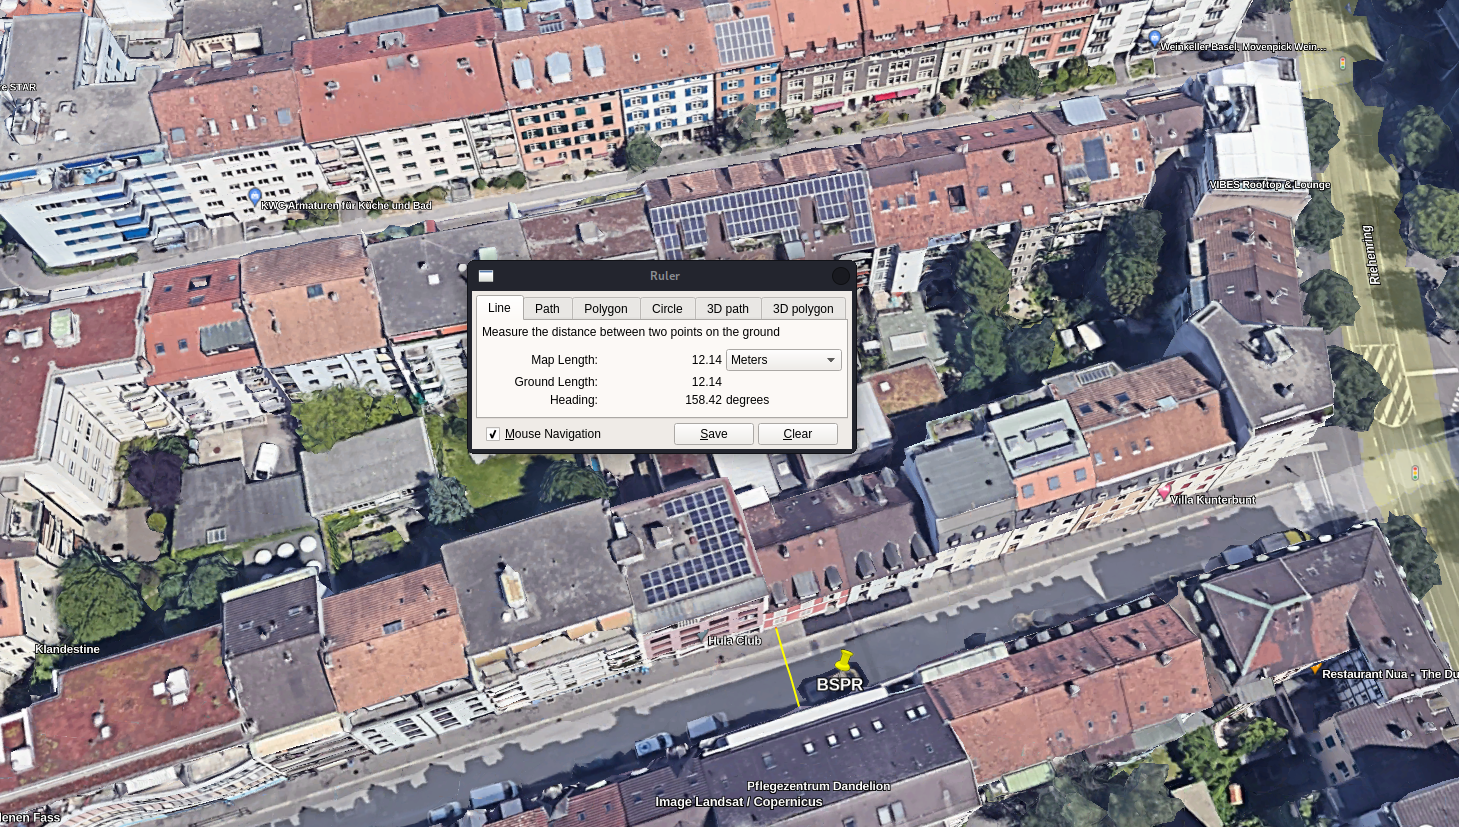 Weinkeller Basel, Mövenpick Wein...
e STAR
VIBES Rooftop & Lounge
KWC Armaturen für Küche und Bad
Riehenring
Ruler
Line Path Polygon Circle 3D path 3D polygon
Measure the distance between two points on the ground
Map Length: 12.14 Meters
Ground Length: 12.14
Heading: 158.42 degrees
Mouse Navigation Save Clear
Villa Kunterbunt
Hula Club
Klandestine
BSPR
Restaurant Nua - The Du
Pflegezentrum Dandelion
Image Landsat / Copernicus
denen Fass